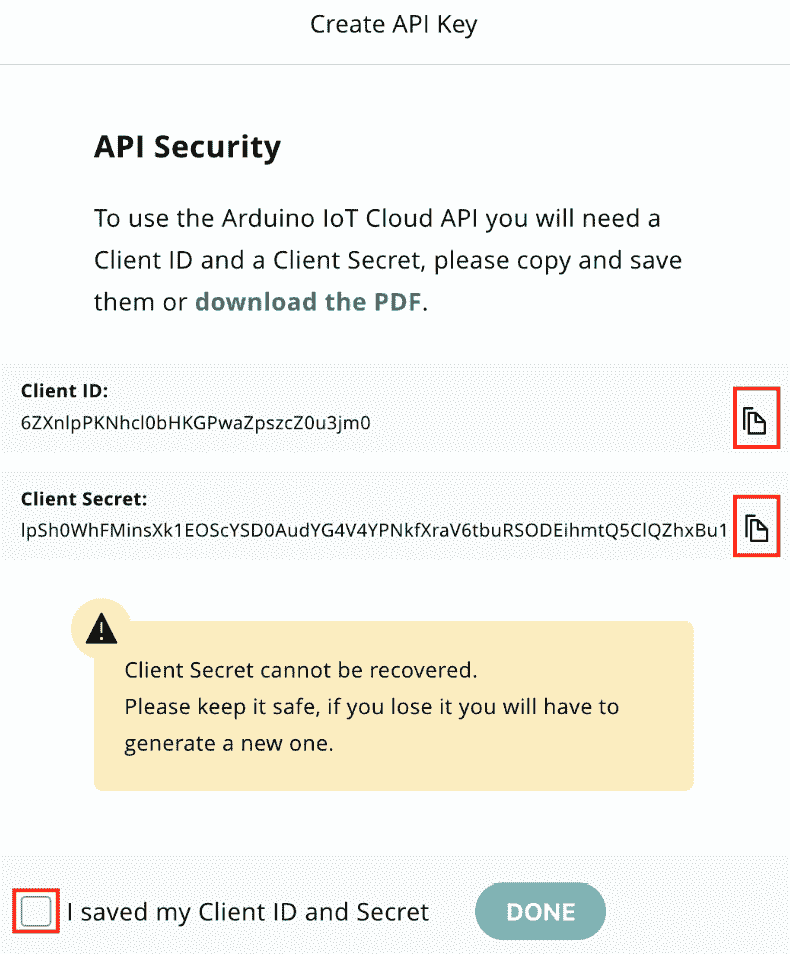 Create API Key
API Security
To use the Arduino IoT Cloud API you will need a
Client ID and a Client Secret, please copy and save
them or download the PDF.
Client ID:
6ZXnlpPKNhcl0bHKGPwaZpszcZ0u3jm0
Client Secret:
lpSh0WhFMinsXk1EOScYSD0AudYG4V4YPNkfXraV6tbuRSODEihmtQ5ClQZhxBu1
Client Secret cannot be recovered.
Please keep it safe, if you lose it you will have to
generate a new one.
I saved my Client ID and Secret
DONE